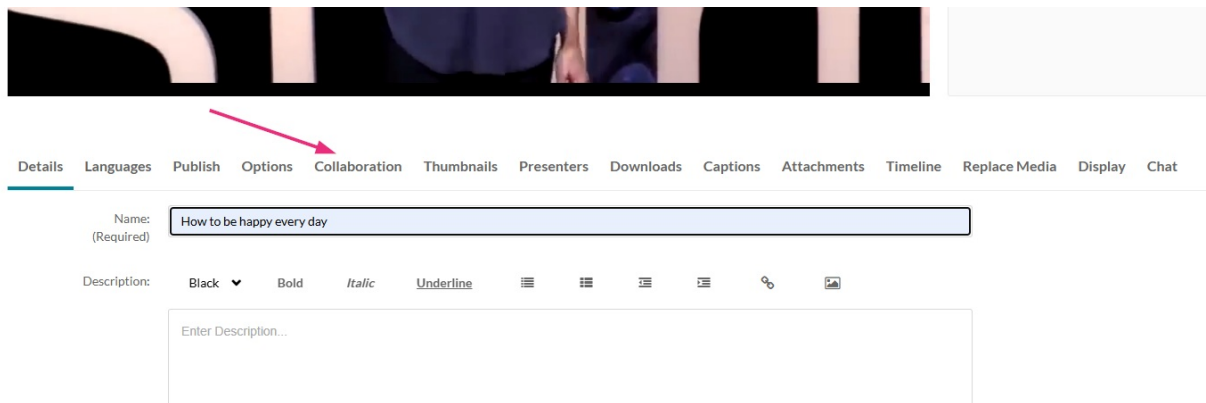 Details Languages Publish Options Collaboration Thumbnails Presenters Downloads Captions Attachments Timeline Replace Media Display Chat
Name: How to be happy every day
(Required)
Description: Black Bold Italic Underline
Enter Description...